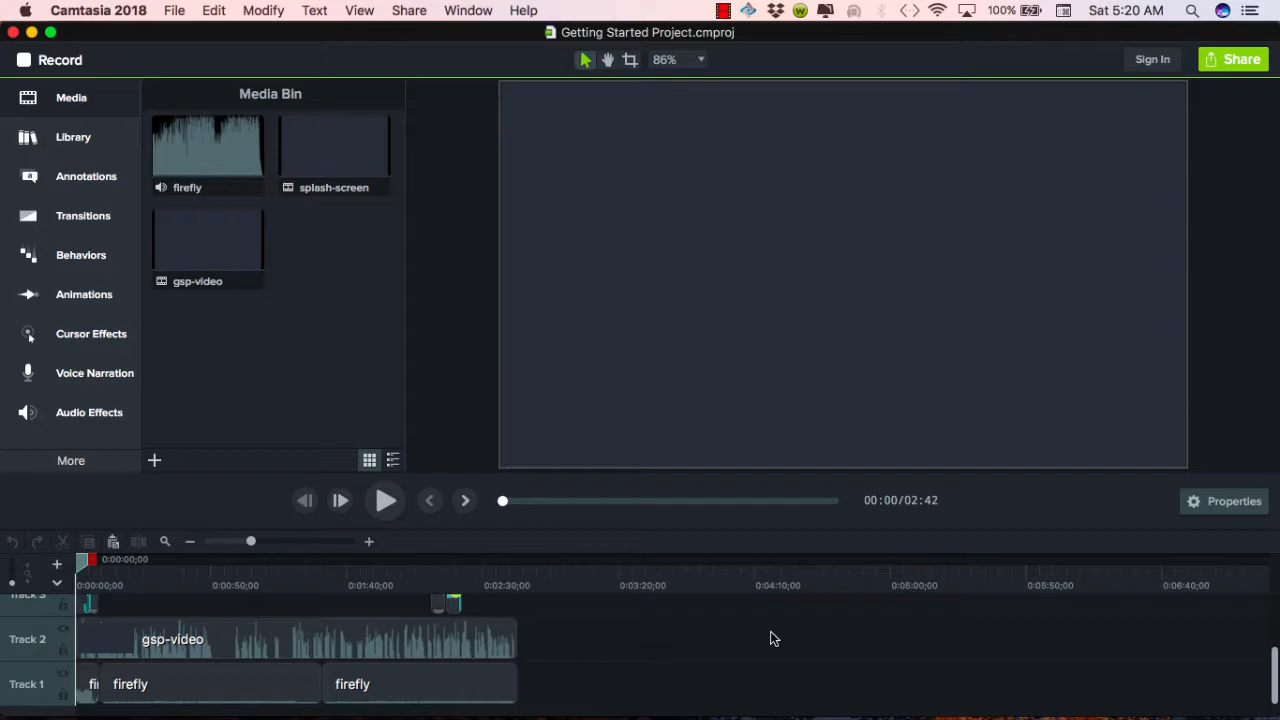 Camtasia 2018 File Edit Modify Text View Share Window Help 100% Sat 5:20 AM
Getting Started Project.cmproj
Record 86% Sign In Share
Media
Library
Annotations
Transitions
Behaviors
Animations
Cursor Effects
Voice Narration
Audio Effects
More
Media Bin
firefly splash-screen
gsp-video
00:00/02:42 Properties
0:00:00;00
0:00:00;00 0:00:50;00 0:01:40;00 0:02:30;00 0:03:20;00 0:04:10;00 0:05:00;00 0:05:50;00 0:06:40;00
Track 3
Track 2 gsp-video
Track 1 fi firefly firefly